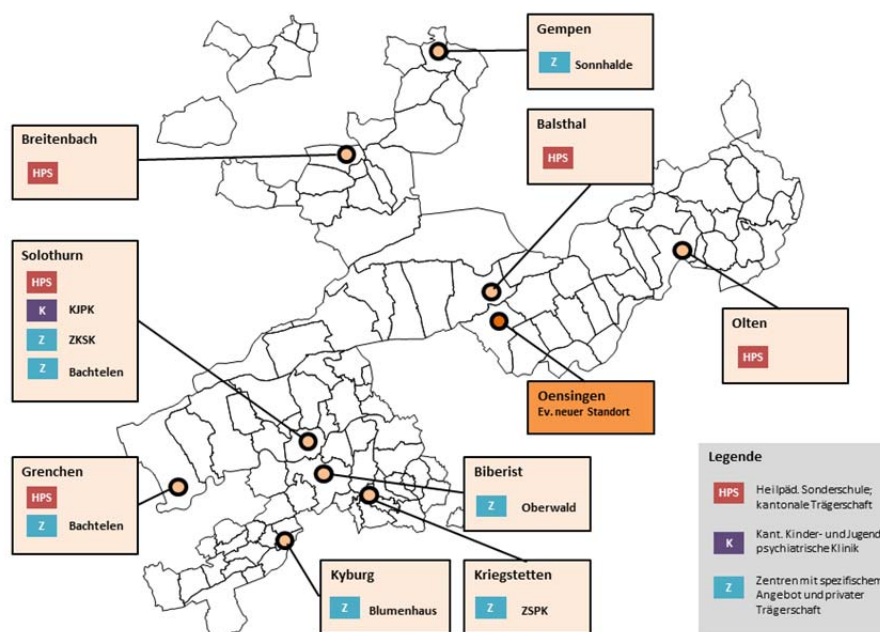 Gempen
Z Sonnhalde
Balsthal
HPS
Breitenbach
HPS
Solothurn
HPS
K KJPK
Z ZKSK
Z Bachtelen
Olten
HPS
Oensingen
Ev. neuer Standort
Grenchen
HPS
Z Bachtelen
Biberist
Z Oberwald
Kyburg
Z Blumenhaus
Kriegstetten
Z ZSPK
Legende
HPS Heilpäd. Sonderschule;
kantonale Trägerschaft
K Kant. Kinder- und Jugend
psychiatrische Klinik
Z Zentren mit spezifischem
Angebot und privater
Trägerschaft